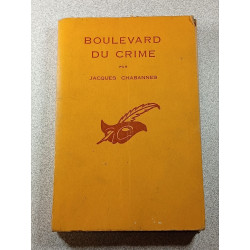 BOULEVARD
DU CRIME
PAR
JACQUES CHABANNES